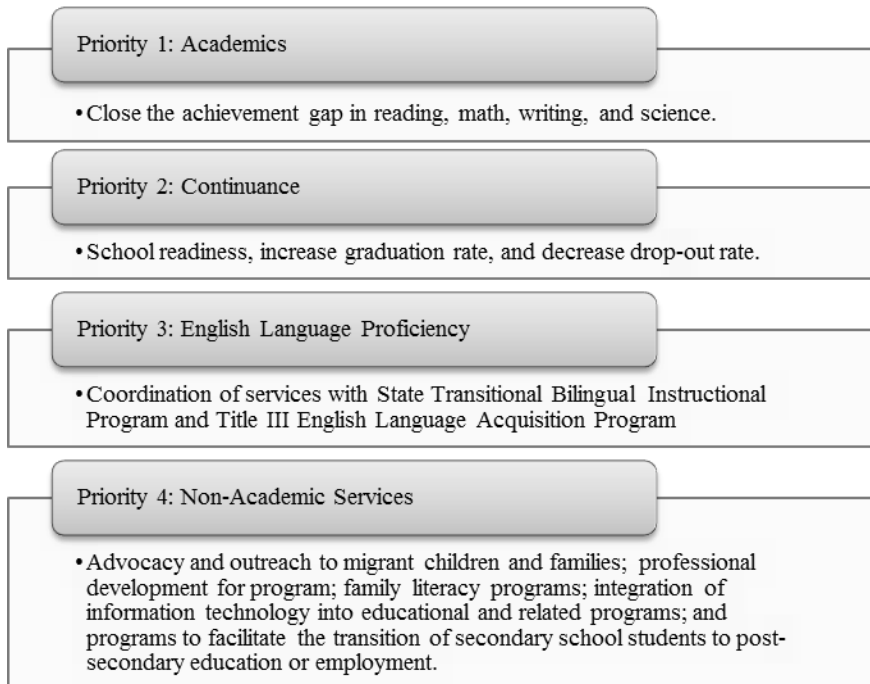 Priority 1: Academics
•Close the achievement gap in reading, math, writing, and science.
Priority 2: Continuance
•School readiness, increase graduation rate, and decrease drop-out rate.
Priority 3: English Language Proficiency
•Coordination of services with State Transitional Bilingual Instructional
Program and Title III English Language Acquisition Program
Priority 4: Non-Academic Services
•Advocacy and outreach to migrant children and families; professional
development for program; family literacy programs; integration of
information technology into educational and related programs; and
programs to facilitate the transition of secondary school students to post-
secondary education or employment.